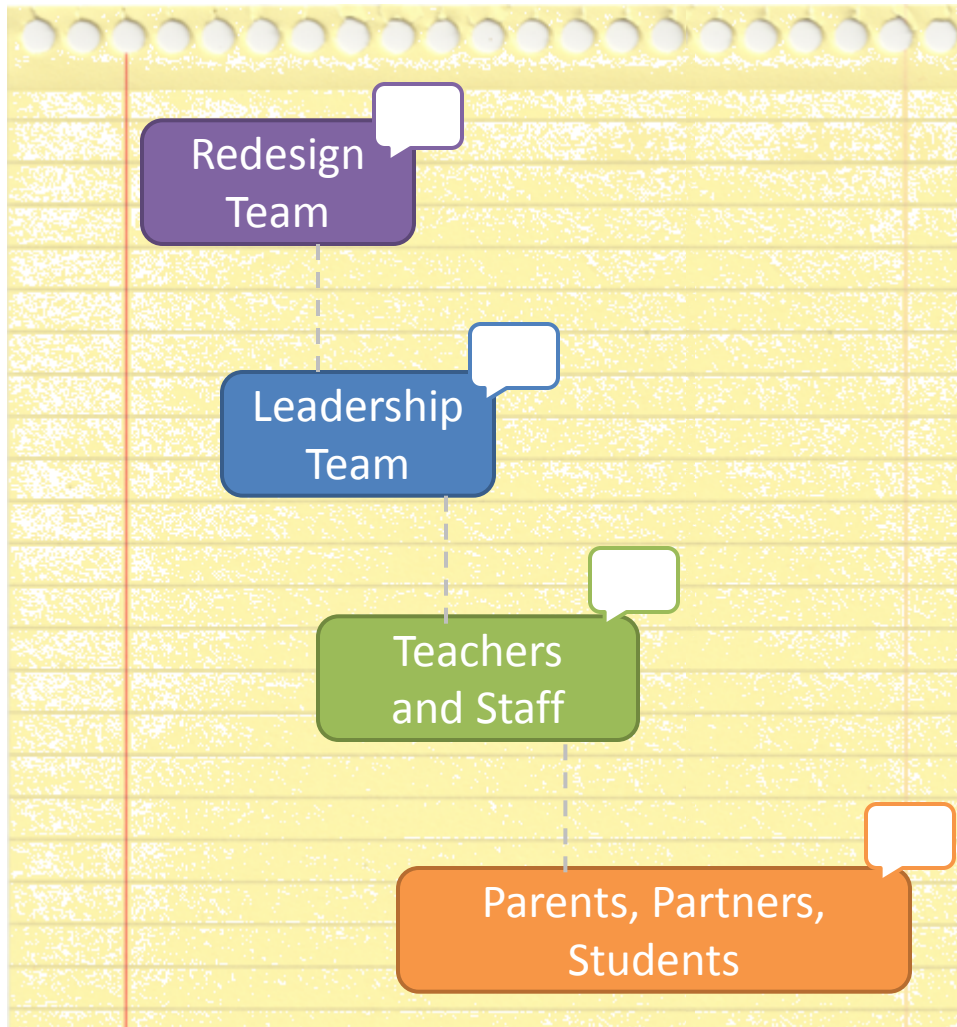 Redesign
Team
Leadership
Team
Teachers
and Staff
Parents, Partners,
Students